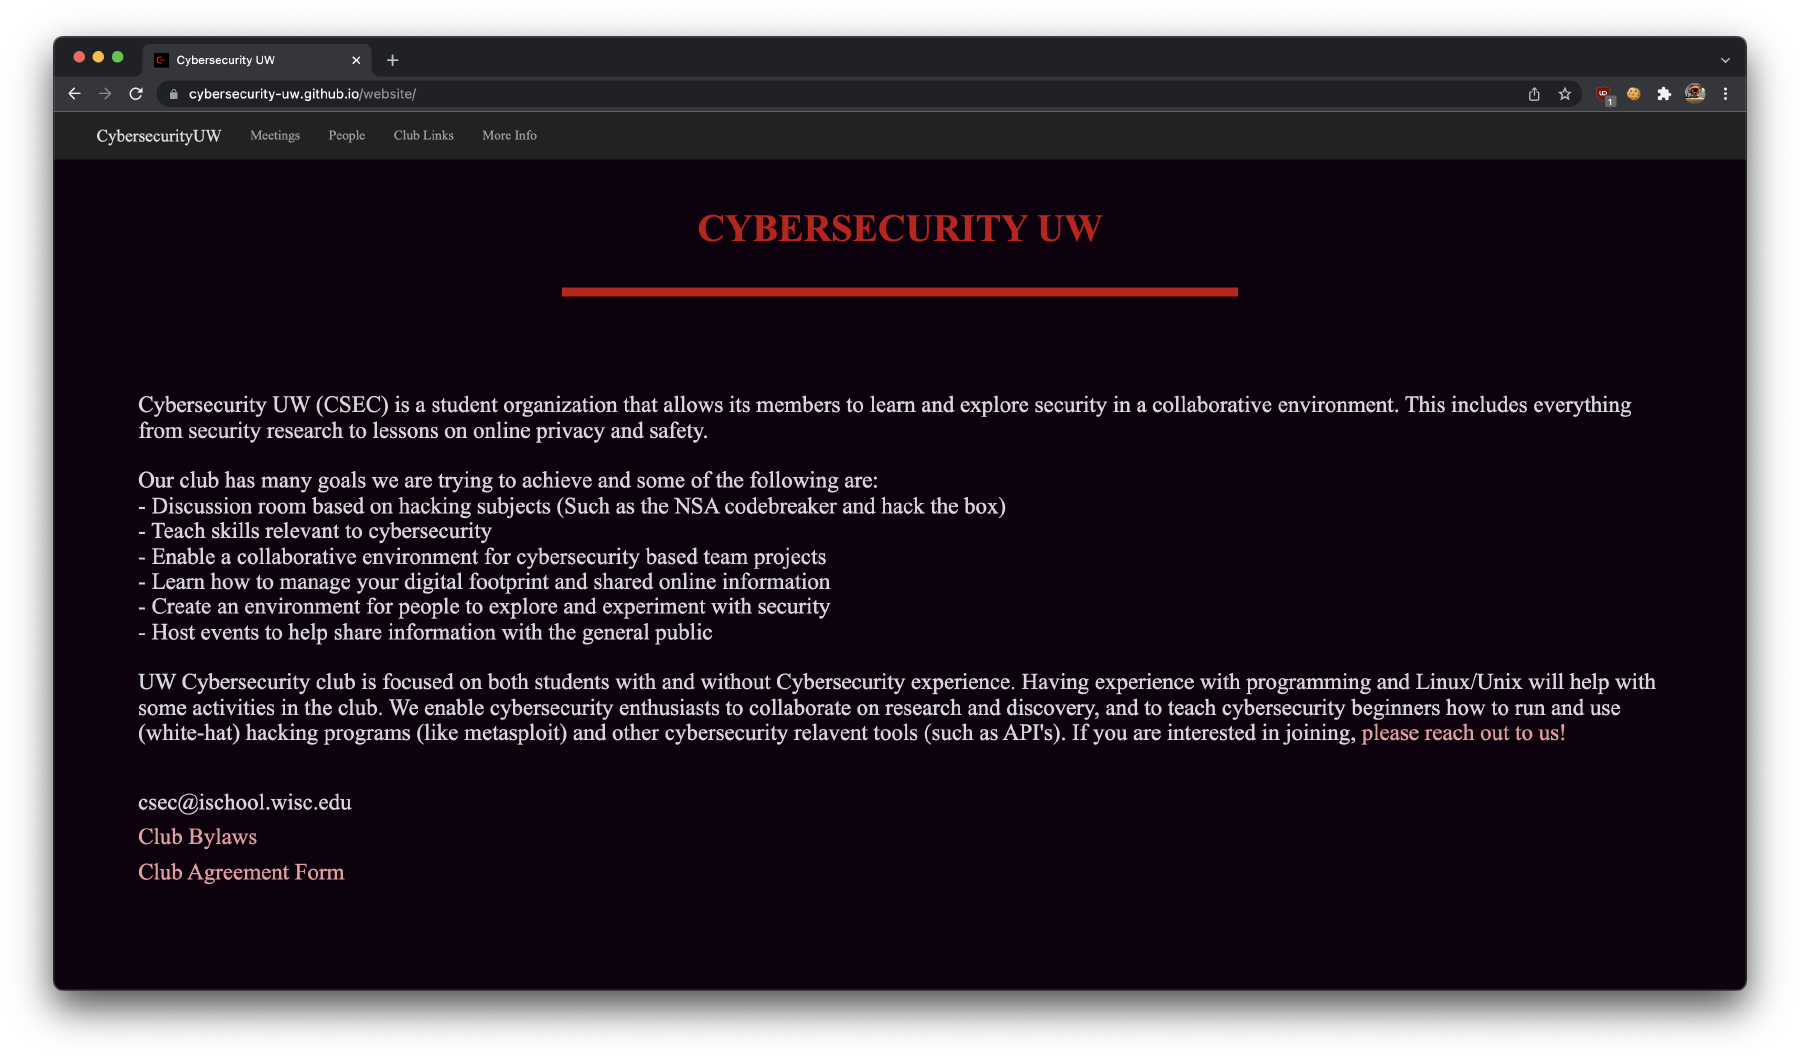 Cybersecurity UW
cybersecurity-uw.github.io/website/
1
CybersecurityUW Meetings People Club Links More Info
CYBERSECURITY UW
Cybersecurity UW (CSEC) is a student organization that allows its members to learn and explore security in a collaborative environment. This includes everything
from security research to lessons on online privacy and safety.
Our club has many goals we are trying to achieve and some of the following are:
- Discussion room based on hacking subjects (Such as the NSA codebreaker and hack the box)
- Teach skills relevant to cybersecurity
- Enable a collaborative environment for cybersecurity based team projects
- Learn how to manage your digital footprint and shared online information
- Create an environment for people to explore and experiment with security
- Host events to help share information with the general public
UW Cybersecurity club is focused on both students with and without Cybersecurity experience. Having experience with programming and Linux/Unix will help with
some activities in the club. We enable cybersecurity enthusiasts to collaborate on research and discovery, and to teach cybersecurity beginners how to run and use
(white-hat) hacking programs (like metasploit) and other cybersecurity relavent tools (such as API's). If you are interested in joining, please reach out to us!
csec@ischool.wisc.edu
Club Bylaws
Club Agreement Form